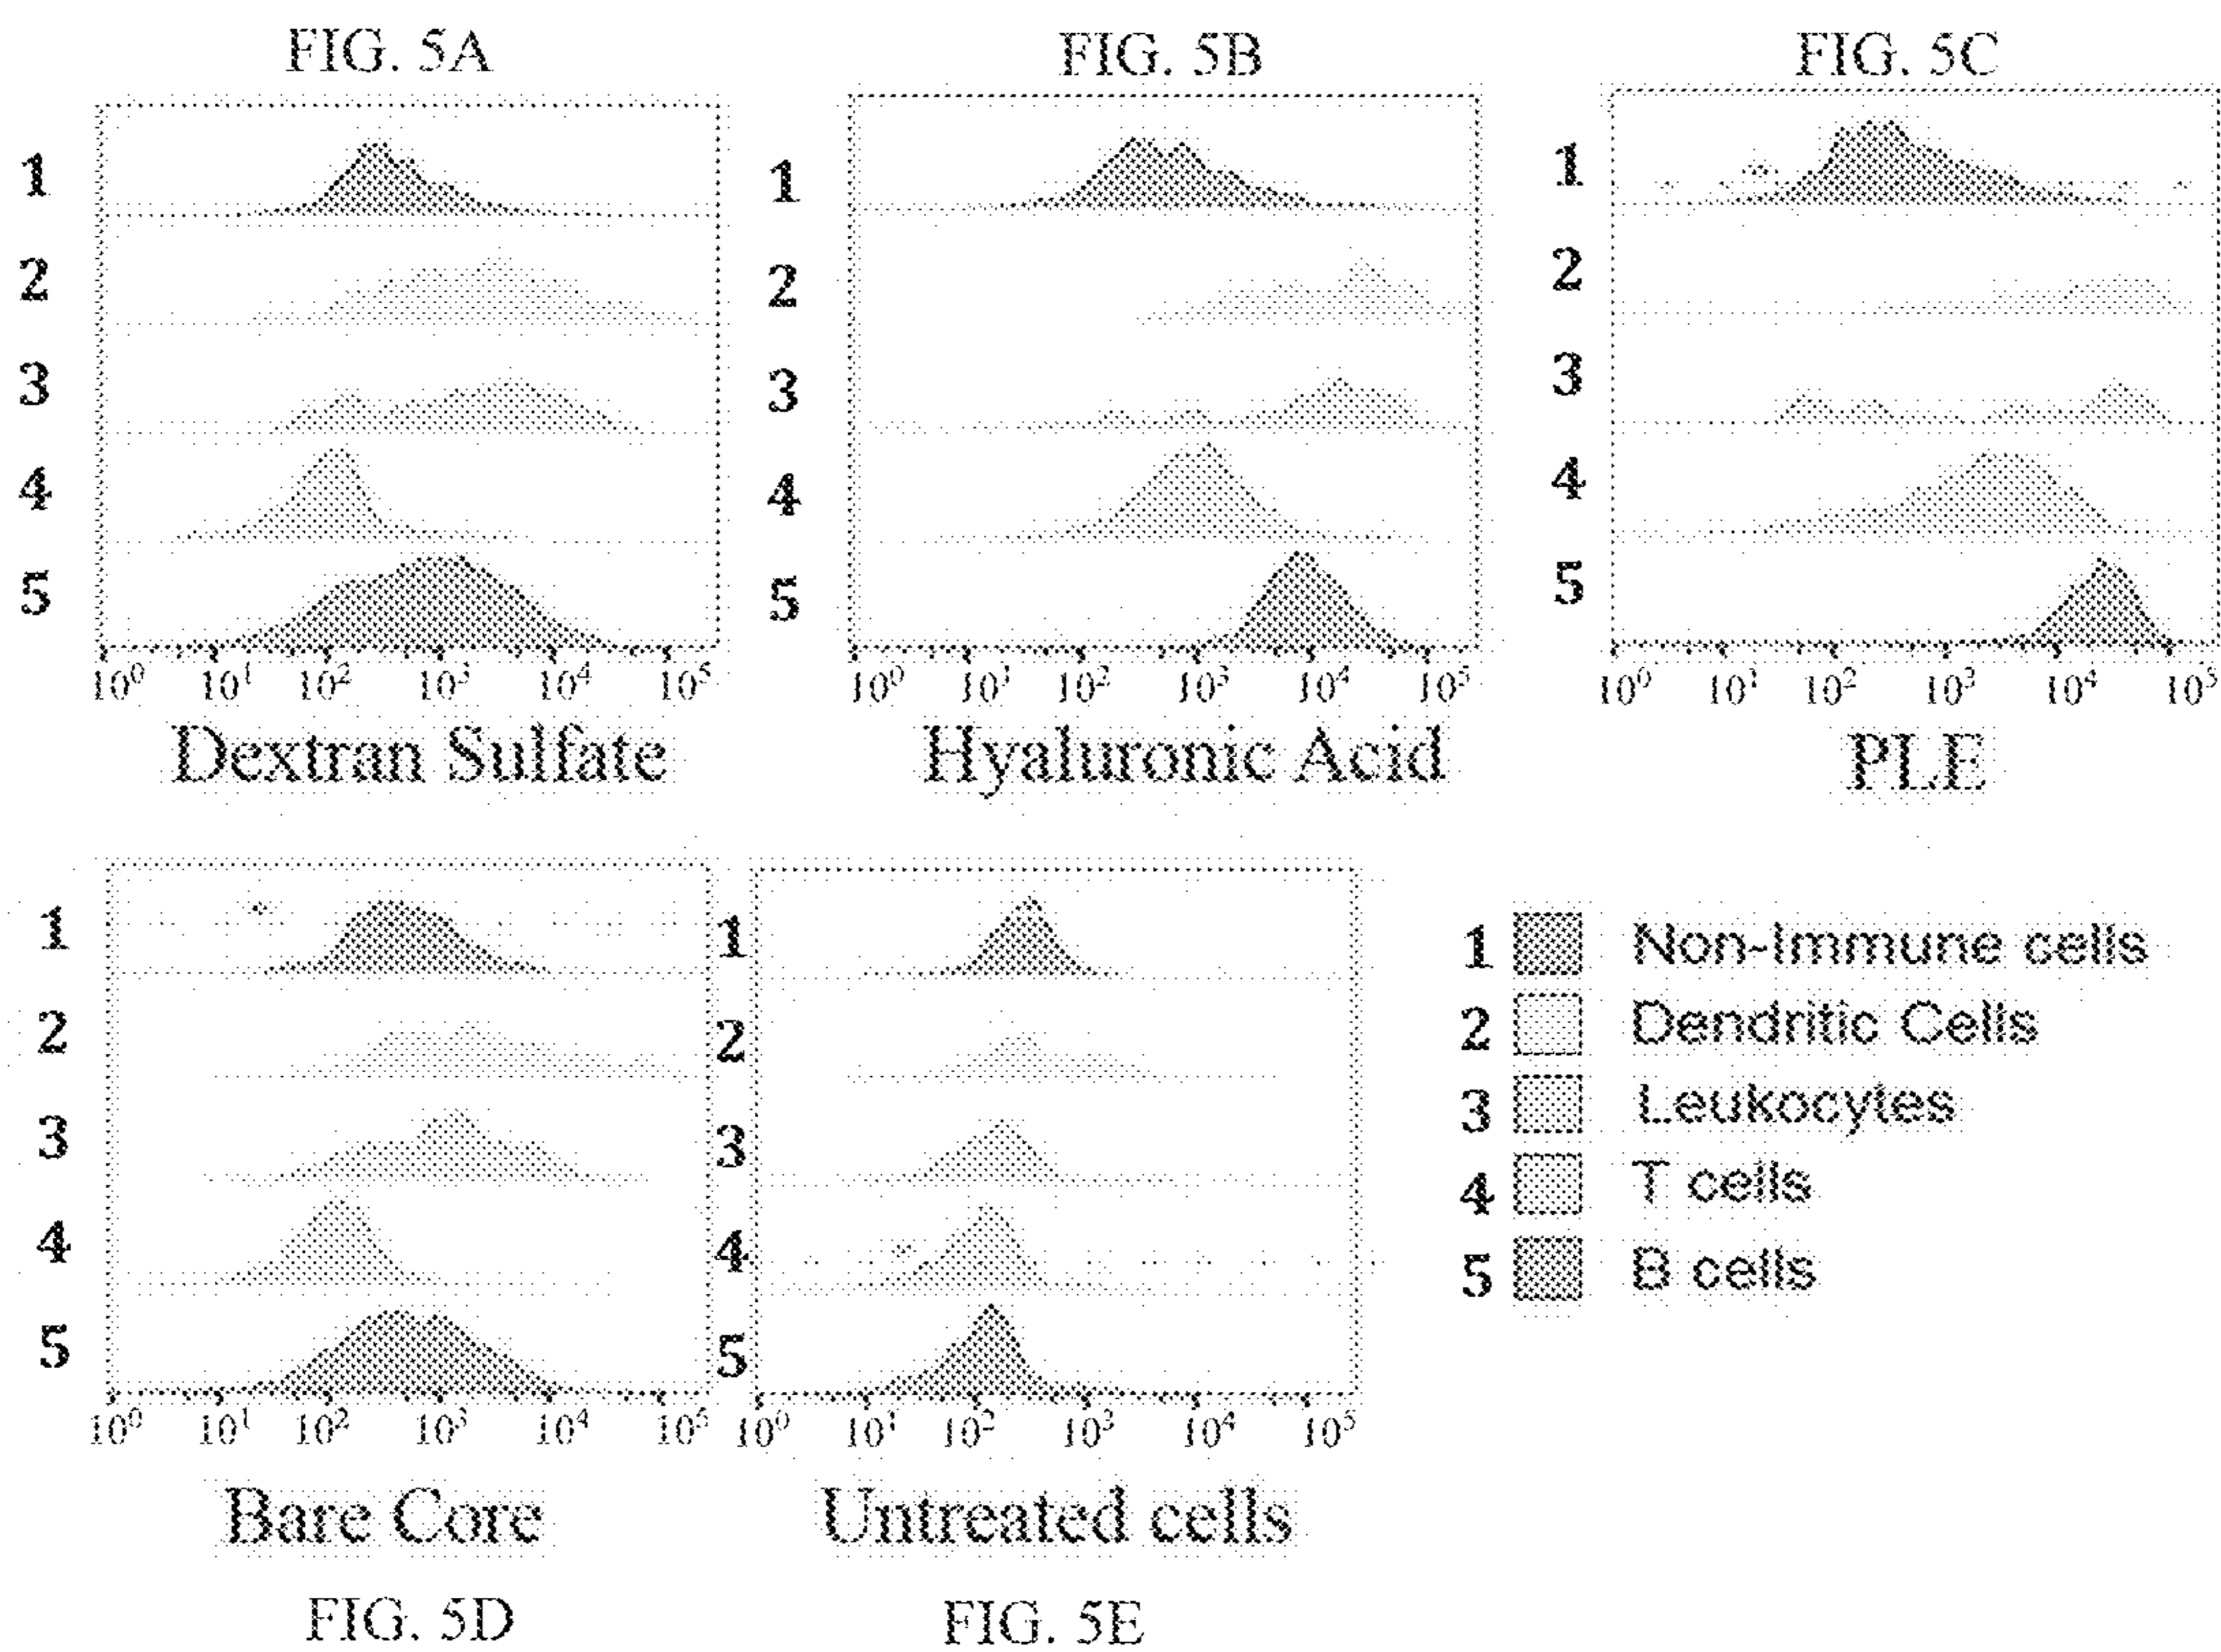 FIG. 5A
FIG. 5B
FIG. 5C
1
2
3
4
5
10⁰ 10¹ 10² 10³ 10⁴ 10⁵
Dextran Sulfate
1
2
3
4
5
10⁰ 10¹ 10² 10³ 10⁴ 10⁵
Hyaluronic Acid
1
2
3
4
5
10⁰ 10¹ 10² 10³ 10⁴ 10⁵
PLE
1
2
3
4
5
10⁰ 10¹ 10² 10³ 10⁴ 10⁵
Bare Core
FIG. 5D
1
2
3
4
5
10⁰ 10¹ 10² 10³ 10⁴ 10⁵
Untreated cells
FIG. 5E
1 Non-Immune cells
2 Dendritic Cells
3 Leukocytes
4 T cells
5 B cells